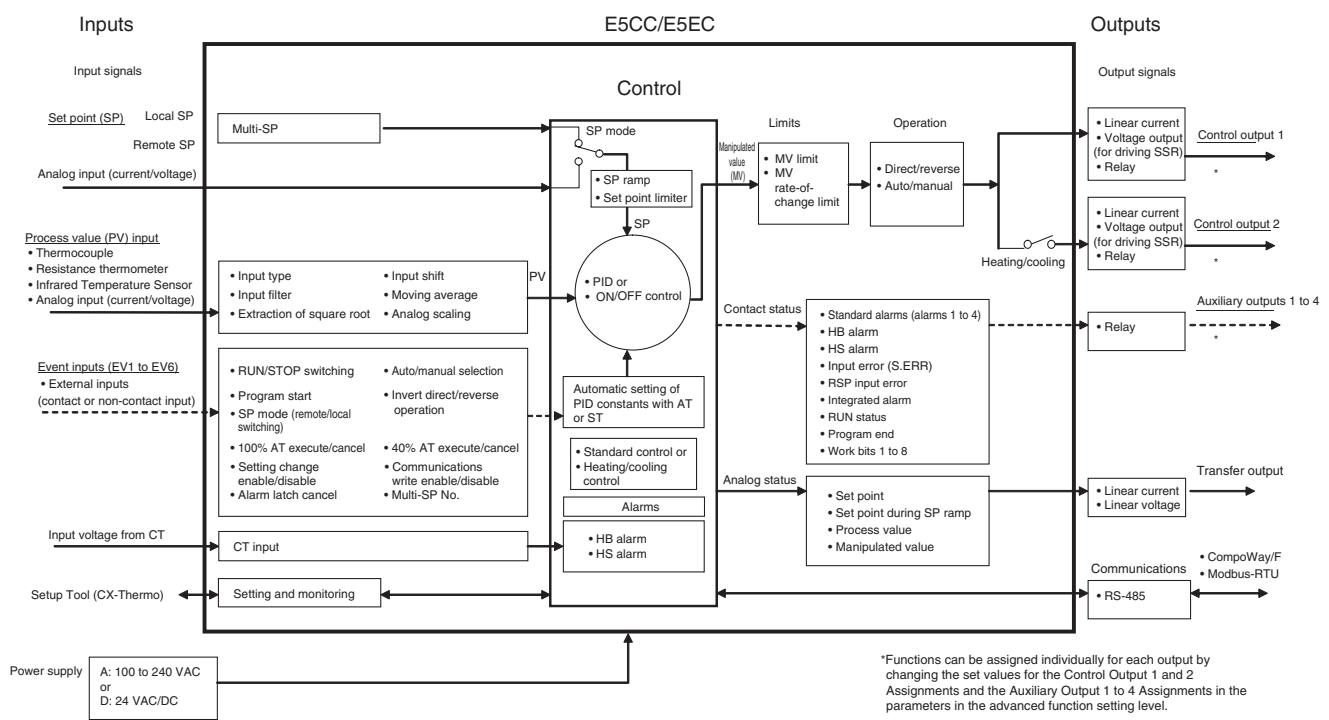 Inputs
E5CC/E5EC
Outputs
Input signals
Output signals
Control
Set point (SP)
Local SP
Remote SP
Multi-SP
Analog input (current/voltage)
SP mode
• SP ramp
• Set point limiter
SP
Manipulated
value
(MV)
Limits
• MV limit
• MV
rate-of-
change limit
Operation
• Direct/reverse
• Auto/manual
Heating/cooling
• Linear current
• Voltage output
(for driving SSR)
• Relay
Control output 1
*
• Linear current
• Voltage output
(for driving SSR)
• Relay
Control output 2
*
Process value (PV) input
• Thermocouple
• Resistance thermometer
• Infrared Temperature Sensor
• Analog input (current/voltage)
• Input type
• Input filter
• Extraction of square root
• Input shift
• Moving average
• Analog scaling
PV
• PID or
• ON/OFF control
Contact status
• Standard alarms (alarms 1 to 4)
• HB alarm
• HS alarm
• Input error (S.ERR)
• RSP input error
• Integrated alarm
• RUN status
• Program end
• Work bits 1 to 8
• Relay
Auxiliary outputs 1 to 4
*
Event inputs (EV1 to EV6)
• External inputs
(contact or non-contact input)
• RUN/STOP switching
• Program start
• SP mode (remote/local
switching)
• 100% AT execute/cancel
• Setting change
enable/disable
• Alarm latch cancel
• Auto/manual selection
• Invert direct/reverse
operation
• 40% AT execute/cancel
• Communications
write enable/disable
• Multi-SP No.
Automatic setting of
PID constants with AT
or ST
• Standard control or
• Heating/cooling
control
Alarms
• HB alarm
• HS alarm
Analog status
• Set point
• Set point during SP ramp
• Process value
• Manipulated value
• Linear current
• Linear voltage
Transfer output
Input voltage from CT
CT input
Setup Tool (CX-Thermo)
Setting and monitoring
Communications
• RS-485
• CompoWay/F
• Modbus-RTU
Power supply
A: 100 to 240 VAC
or
D: 24 VAC/DC
*Functions can be assigned individually for each output by
changing the set values for the Control Output 1 and 2
Assignments and the Auxiliary Output 1 to 4 Assignments in the
parameters in the advanced function setting level.